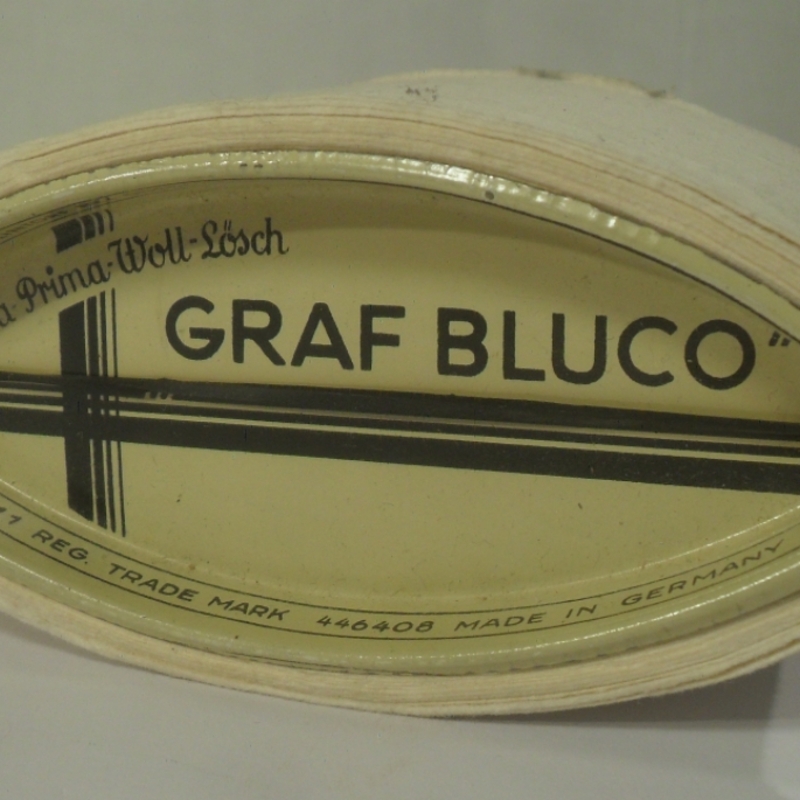 Prima-Woll-Lösch
GRAF BLUCO"
REG. TRADE MARK 446408 MADE IN GERMANY